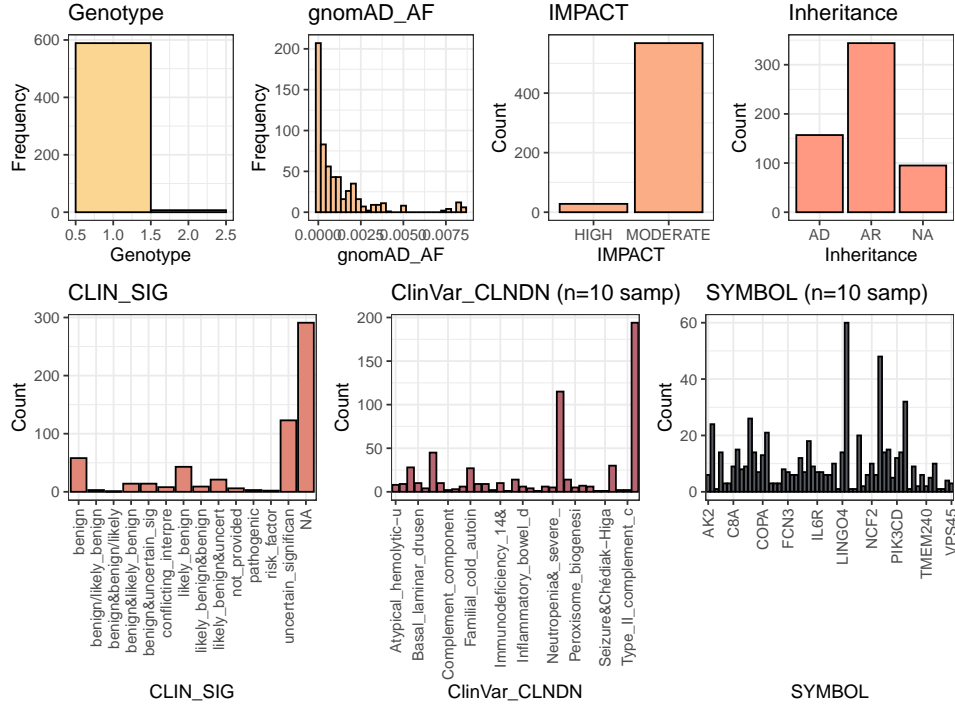 Genotype
Frequency
600
400
200
0
0.5 1.0 1.5 2.0 2.5
Genotype
gnomAD_AF
Frequency
200
150
100
50
0
0.0000 0.0025 0.0050 0.0075
gnomAD_AF
IMPACT
Count
400
200
0
HIGH MODERATE
IMPACT
Inheritance
Count
300
200
100
0
AD AR NA
Inheritance
CLIN_SIG
Count
300
200
100
0
benign
benign/likely_benign
benign&benign/likely
benign&likely_benign
benign&uncertain_sig
conflicting_interpre
likely_benign
likely_benign&benign
likely_benign&uncert
not_provided
pathogenic
risk_factor
uncertain_significan
NA
CLIN_SIG
ClinVar_CLNDN (n=10 samp)
Count
200
150
100
50
0
Atypical_hemolytic-u
Basal_laminar_drusen
Complement_component
Familial_cold_autoin
Immunodeficiency_14&
Inflammatory_bowel_d
Neutropenia&_severe_
Peroxisome_biogenesi
Seizure&Chédiak-Higa
Type_II_complement_c
ClinVar_CLNDN
SYMBOL (n=10 samp)
Count
60
40
20
0
AK2
C8A
COPA
FCN3
IL6R
LINGO4
NCF2
PIK3CD
TMEM240
VPS45
SYMBOL